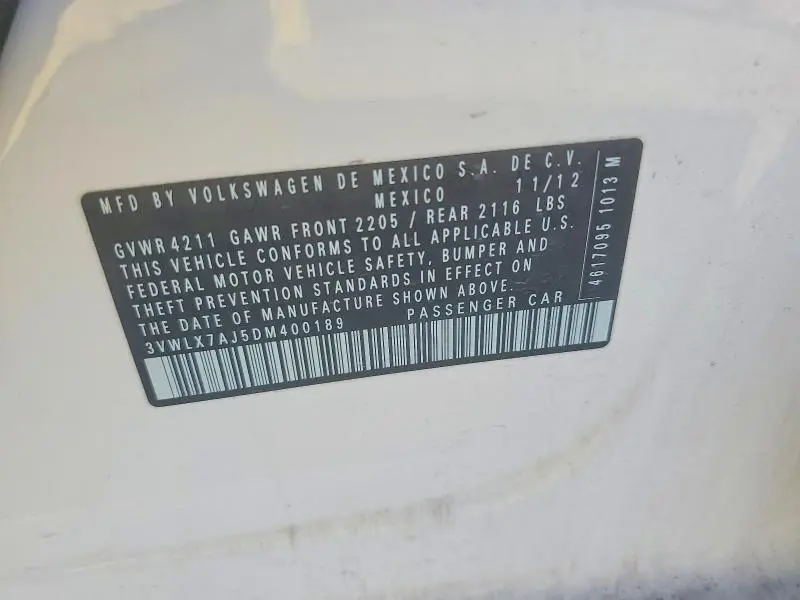 MFD BY VOLKSWAGEN DE MEXICO S.A. DE C.V.
MEXICO 11/12
GVWR 4211 GAWR FRONT 2205 / REAR 2116 LBS
THIS VEHICLE CONFORMS TO ALL APPLICABLE U.S.
FEDERAL MOTOR VEHICLE SAFETY, BUMPER AND
THEFT PREVENTION STANDARDS IN EFFECT ON
THE DATE OF MANUFACTURE SHOWN ABOVE.
3VWLX7AJ5DM400189 PASSENGER CAR
4617095 1013 M